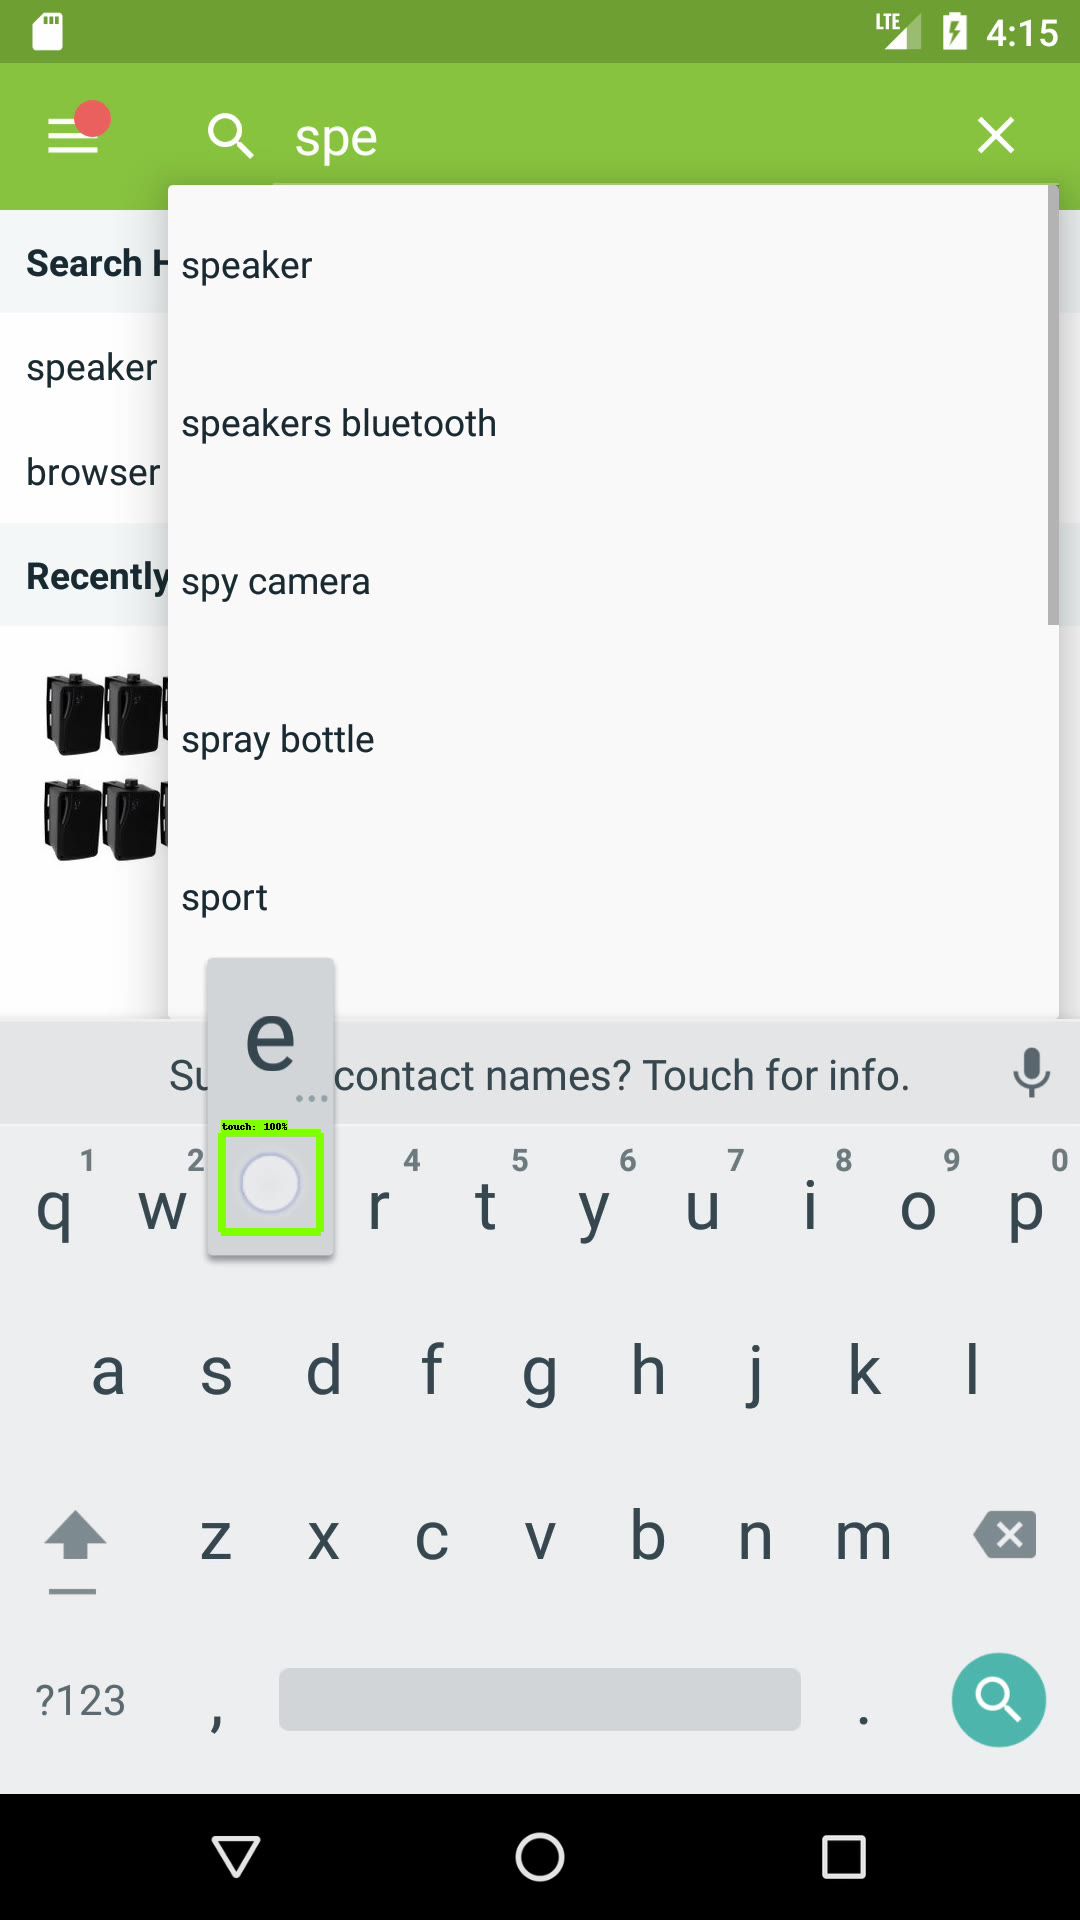 LTE 4:15
spe
Search H
speaker
speaker
speakers bluetooth
browser
Recently
spy camera
spray bottle
sport
e
Su contact names? Touch for info.
touch: 100%
1 2 4 5 6 7 8 9 0
q w r t y u i o p
a s d f g h j k l
z x c v b n m
?123 , .